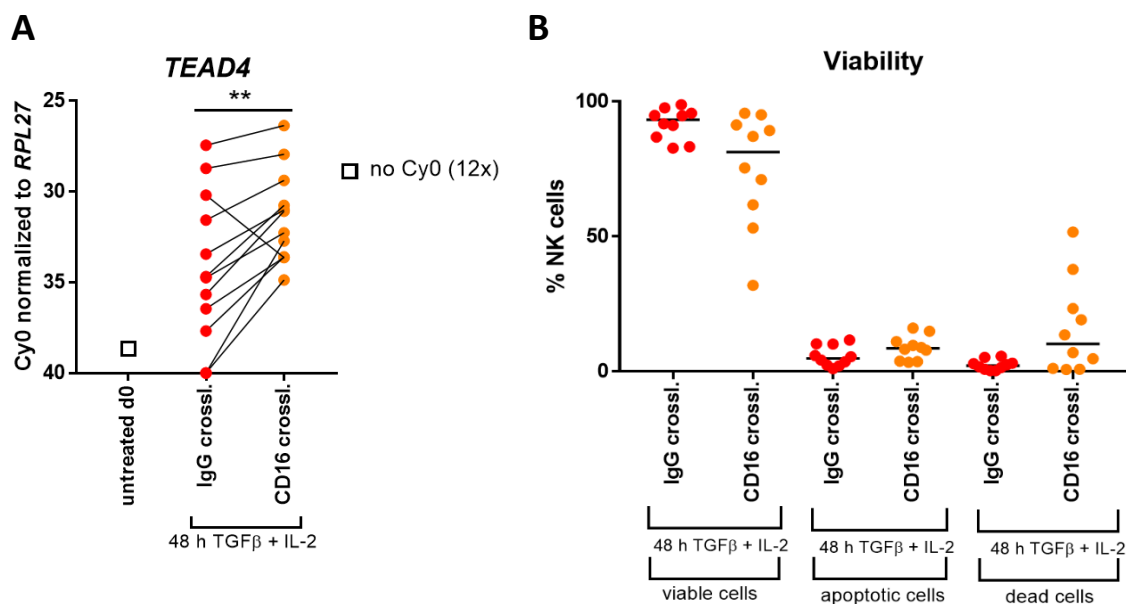 A
TEAD4
**
Cy0 normalized to RPL27
25
30
35
40
no Cy0 (12x)
untreated d0
IgG crossl.
CD16 crossl.
48 h TGFβ + IL-2
B
Viability
% NK cells
100
50
0
IgG crossl.
CD16 crossl.
IgG crossl.
CD16 crossl.
IgG crossl.
CD16 crossl.
48 h TGFβ + IL-2
48 h TGFβ + IL-2
48 h TGFβ + IL-2
viable cells
apoptotic cells
dead cells